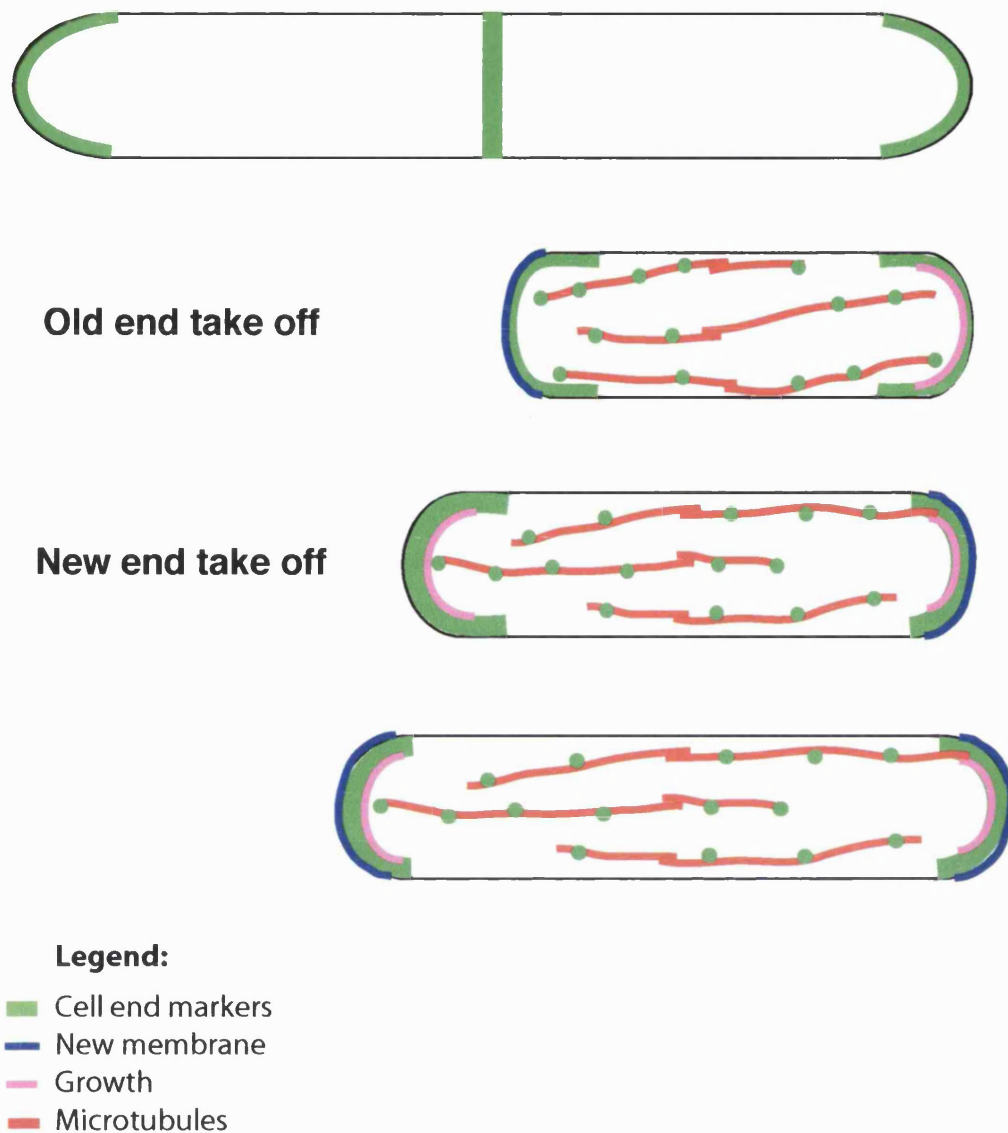 Old end take off
New end take off
Legend:
Cell end markers
New membrane
Growth
Microtubules